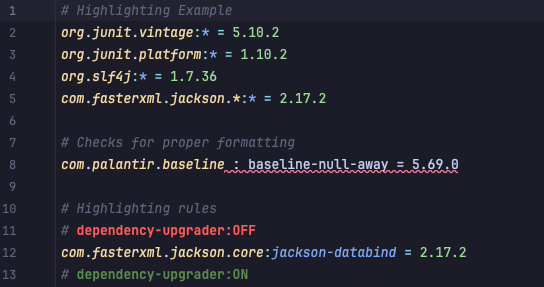 1 # Highlighting Example
2 org.junit.vintage:* = 5.10.2
3 org.junit.platform:* = 1.10.2
4 org.slf4j:* = 1.7.36
5 com.fasterxml.jackson.*:* = 2.17.2
6
7 # Checks for proper formatting
8 com.palantir.baseline : baseline-null-away = 5.69.0
9
10 # Highlighting rules
11 # dependency-upgrader:OFF
12 com.fasterxml.jackson.core:jackson-databind = 2.17.2
13 # dependency-upgrader:ON